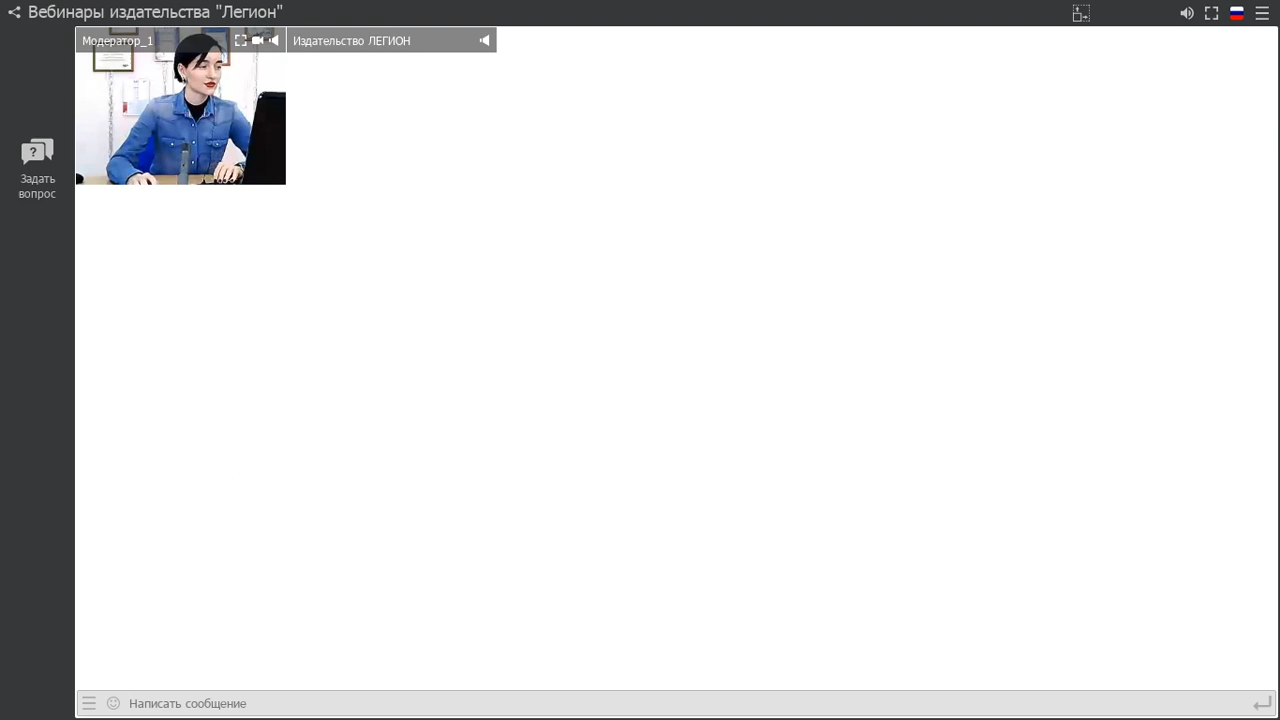 Вебинары издательства "Легион"
Модератор_1
Издательство ЛЕГИОН
Задать
вопрос
Написать сообщение